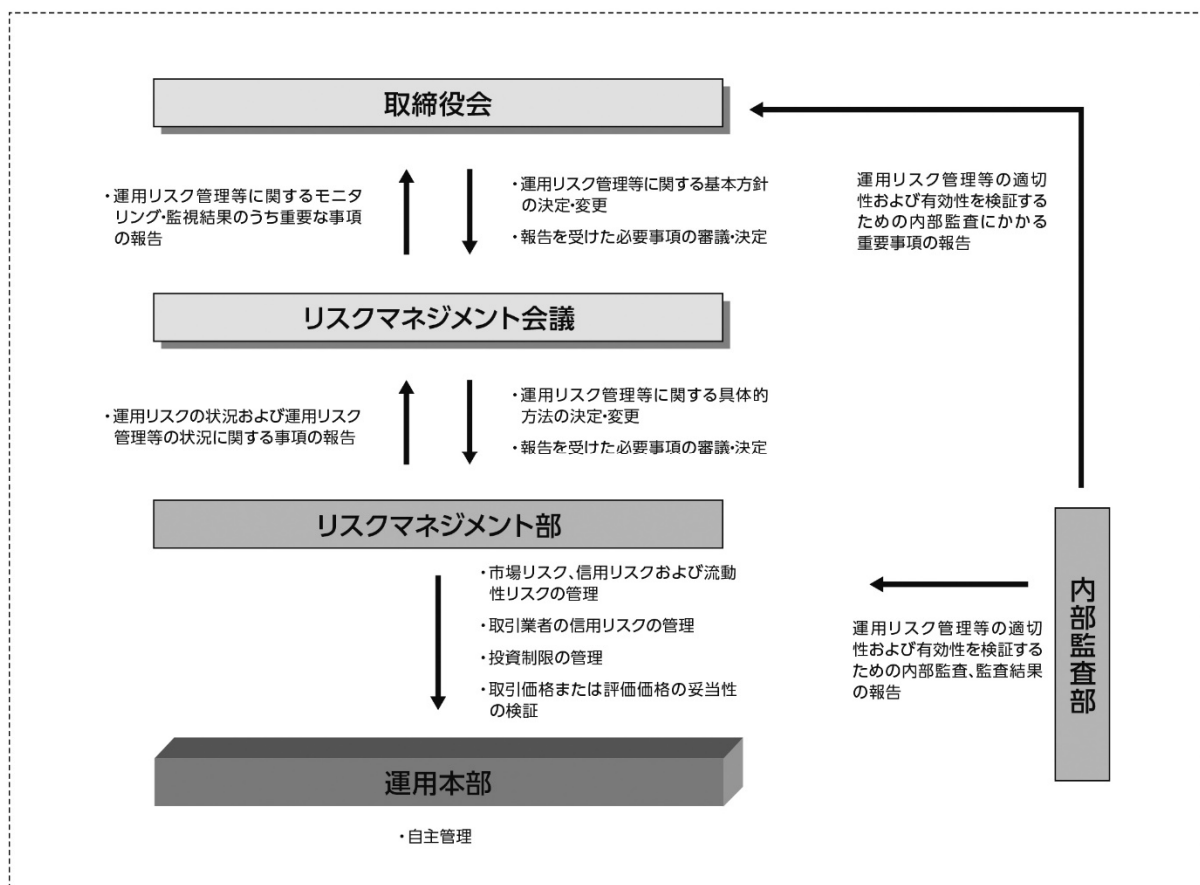 取締役会
・運用リスク管理等に関するモニタ
リング・監視結果のうち重要な事項
の報告
・運用リスク管理等に関する基本方針
の決定・変更
・報告を受けた必要事項の審議・決定
運用リスク管理等の適切
性および有効性を検証す
るための内部監査にかかる
重要事項の報告
リスクマネジメント会議
・運用リスクの状況および運用リスク
管理等の状況に関する事項の報告
・運用リスク管理等に関する具体的
方法の決定・変更
・報告を受けた必要事項の審議・決定
リスクマネジメント部
・市場リスク、信用リスクおよび流動
性リスクの管理
・取引業者の信用リスクの管理
・投資制限の管理
・取引価格または評価価格の妥当性
の検証
運用リスク管理等の適切
性および有効性を検証する
ための内部監査、監査結果
の報告
内部監査部
運用本部
・自主管理